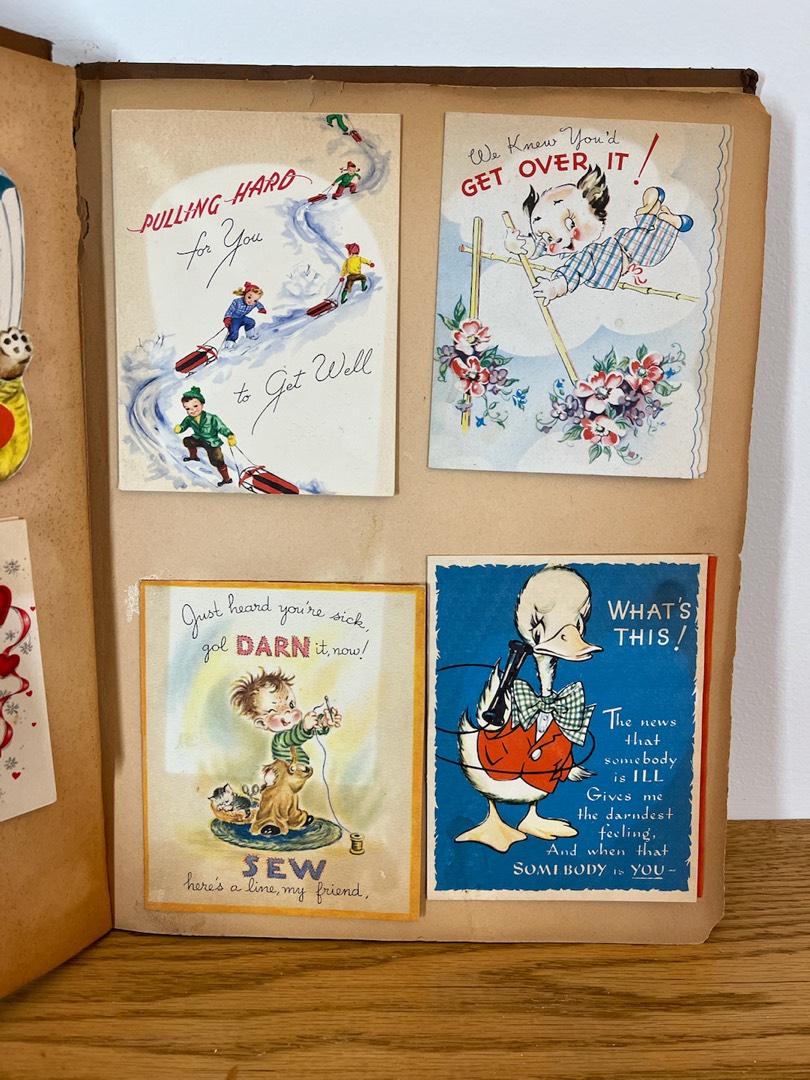 PULLING HARD
for You
to Get Well
We Knew You'd
GET OVER IT!
Just heard you're sick,
gol DARN it, now!
SEW
here's a line, my friend,
WHAT'S
THIS!
The news
that
somebody
is ILL
Gives me
the darndest
feeling,
And when that
SOMEBODY is YOU-